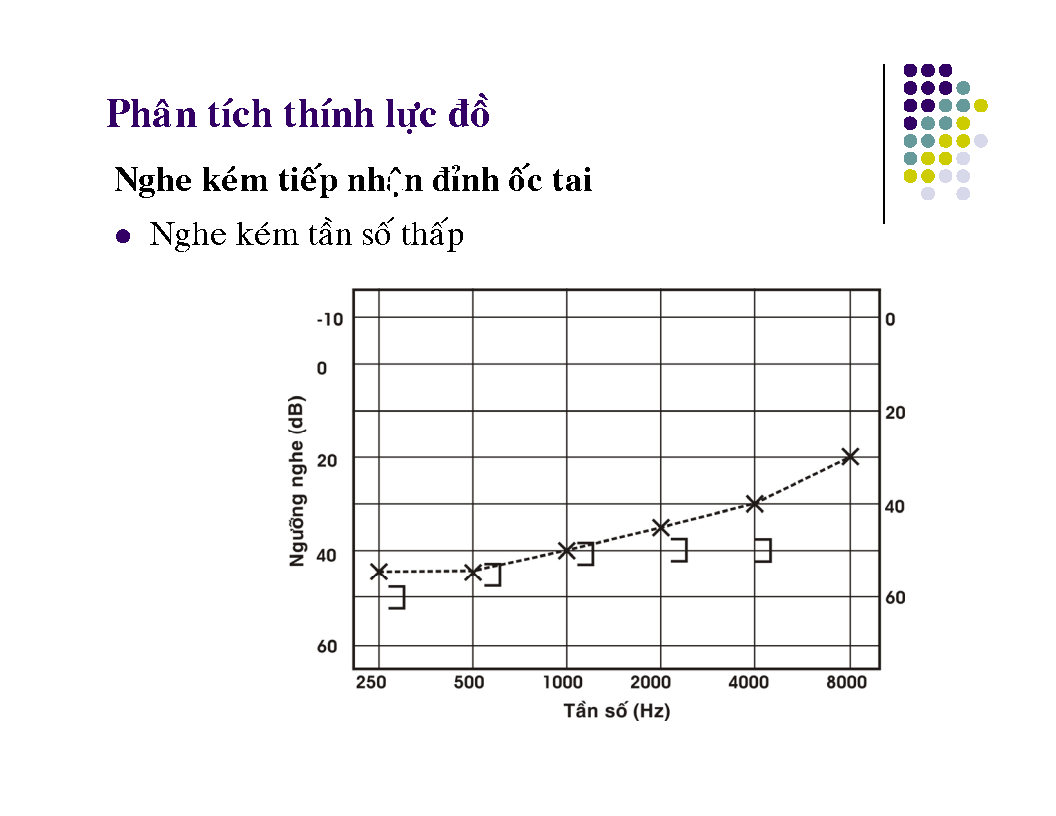 Phân tích thính lực đồ
Nghe kém tiếp nhận đỉnh ốc tai
Nghe kém tần số thấp
-10
0
20
40
60
0
20
40
60
Ngưỡng nghe (dB)
250 500 1000 2000 4000 8000
Tần số (Hz)